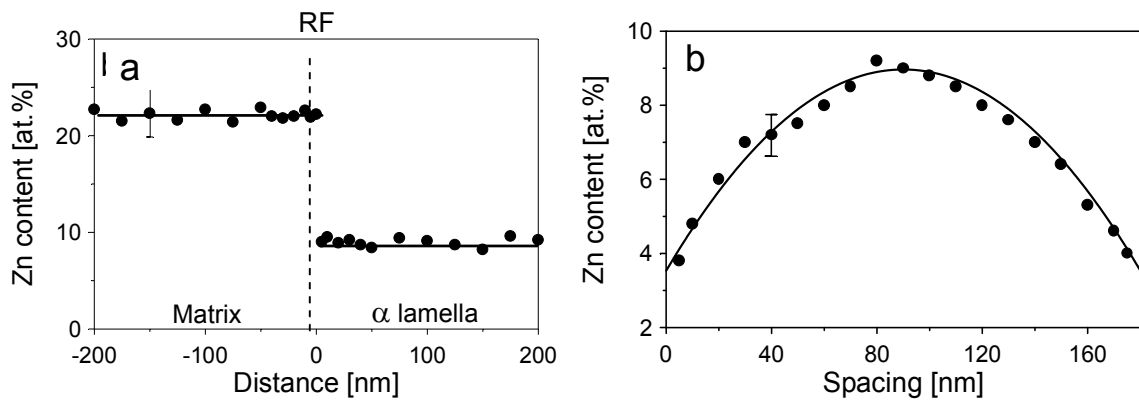 RF
a
Zn content [at.%]
30
20
10
0
Matrix
α lamella
-200 -100 0 100 200
Distance [nm]
b
Zn content [at.%]
10
8
6
4
2
0 40 80 120 160
Spacing [nm]